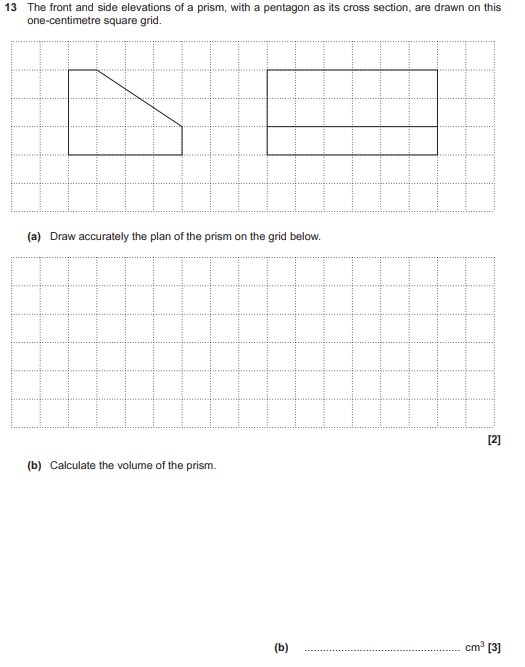 13 The front and side elevations of a prism, with a pentagon as its cross section, are drawn on this
one-centimetre square grid.
(a) Draw accurately the plan of the prism on the grid below.
[2]
(b) Calculate the volume of the prism.
(b) ................................................... cm³ [3]